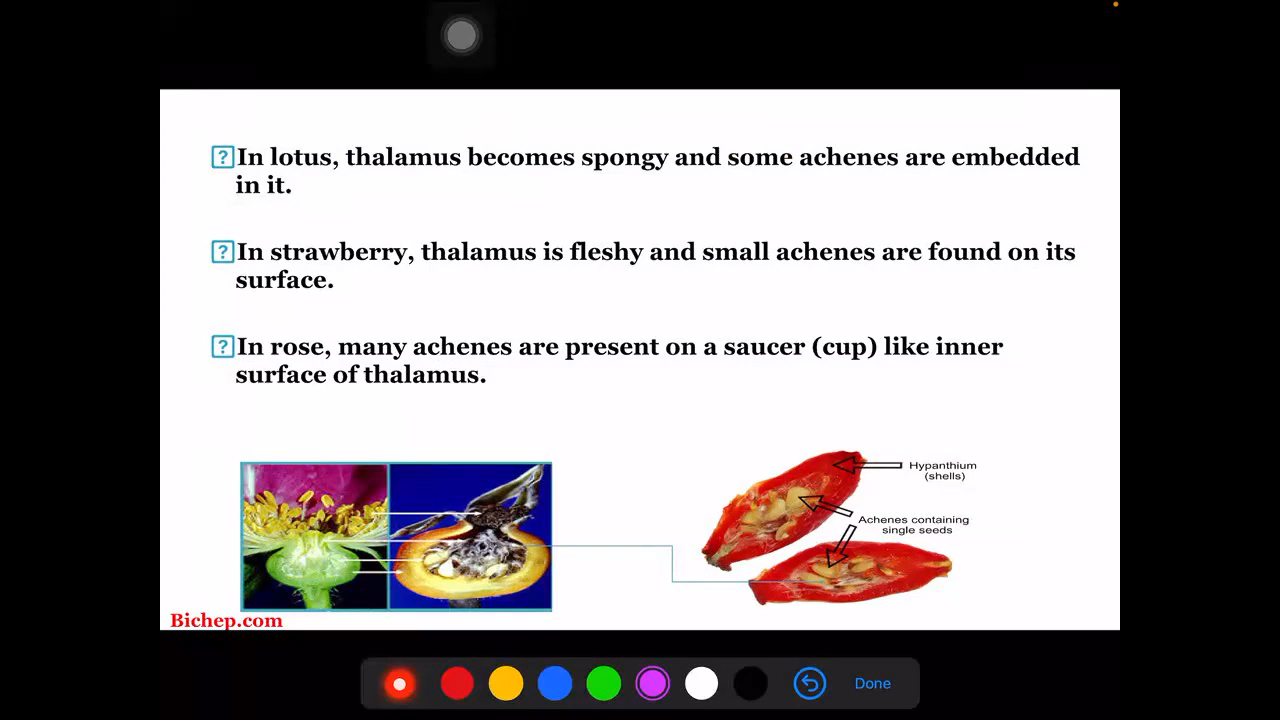 ?In lotus, thalamus becomes spongy and some achenes are embedded
in it.
?In strawberry, thalamus is fleshy and small achenes are found on its
surface.
?In rose, many achenes are present on a saucer (cup) like inner
surface of thalamus.
Hypanthium
(shells)
Achenes containing
single seeds
Bichep.com
Done